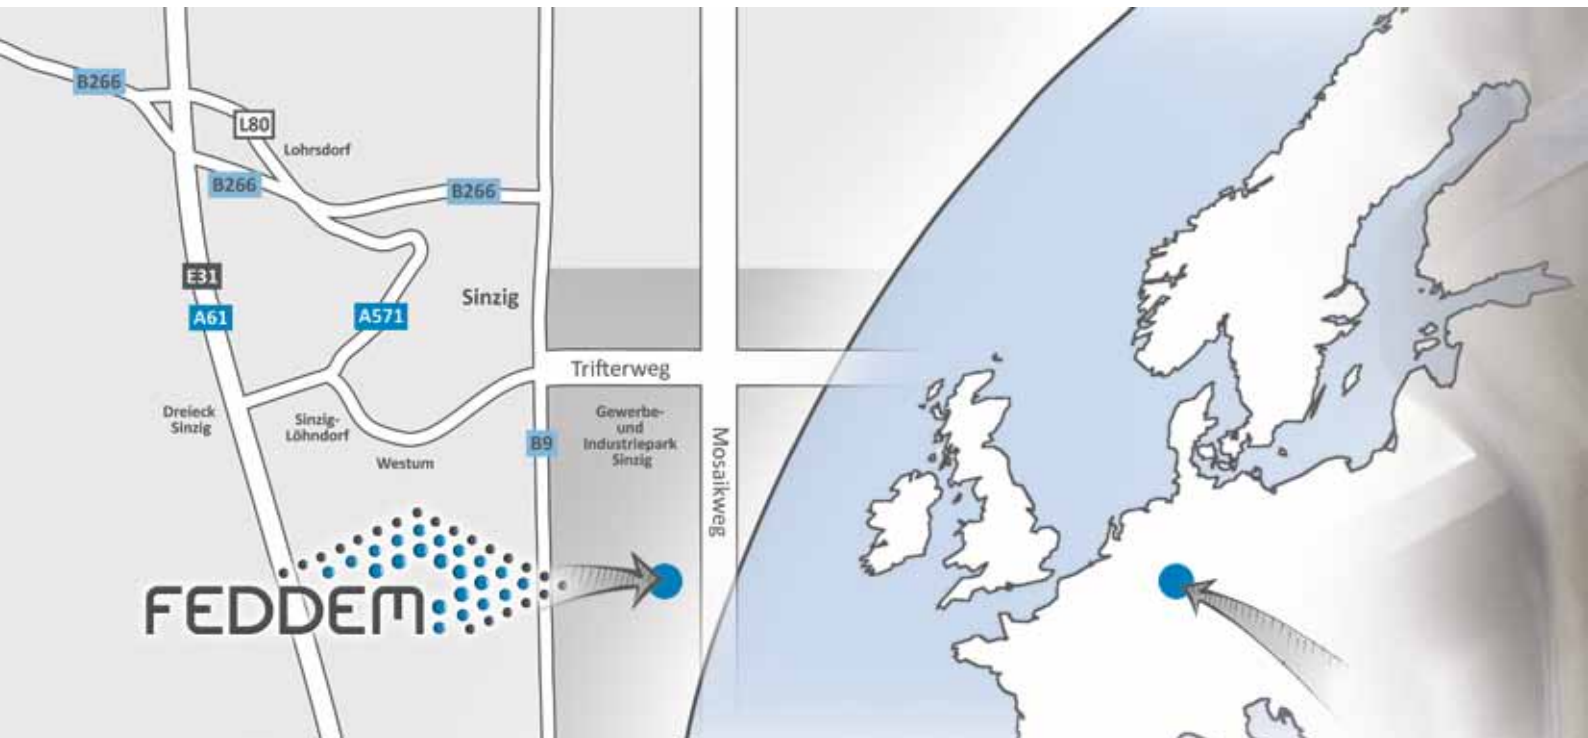 B266
L80
Lohrsdorf
B266
B266
E31
A61
A571
Sinzig
Trifterweg
Dreieck
Sinzig
Sinzig-
Löhndorf
Westum
B9
Gewerbe-
und
Industriepark
Sinzig
Mosaikweg
FEDDEM